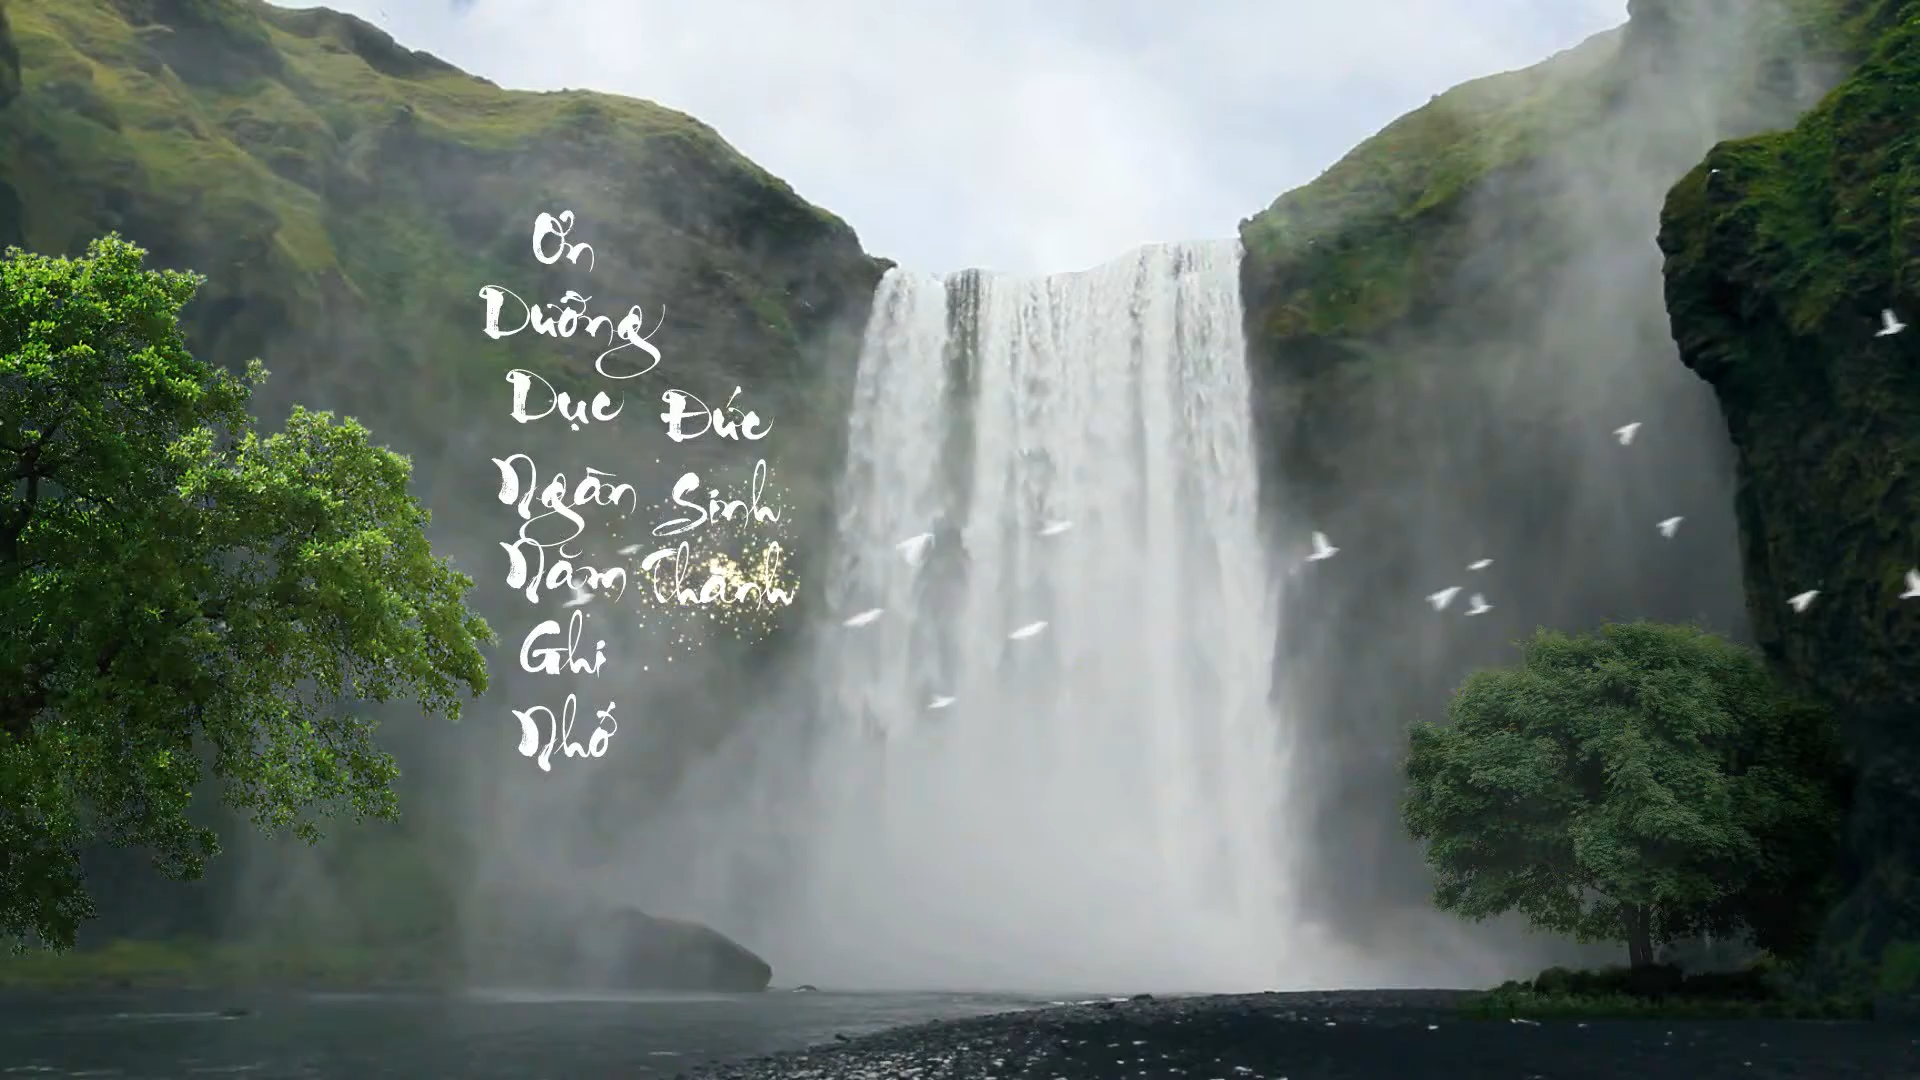 Ơn
Dưỡng
Dục
Ngàn
Năm
Ghi
Nhớ
Đức
Sinh
Thành